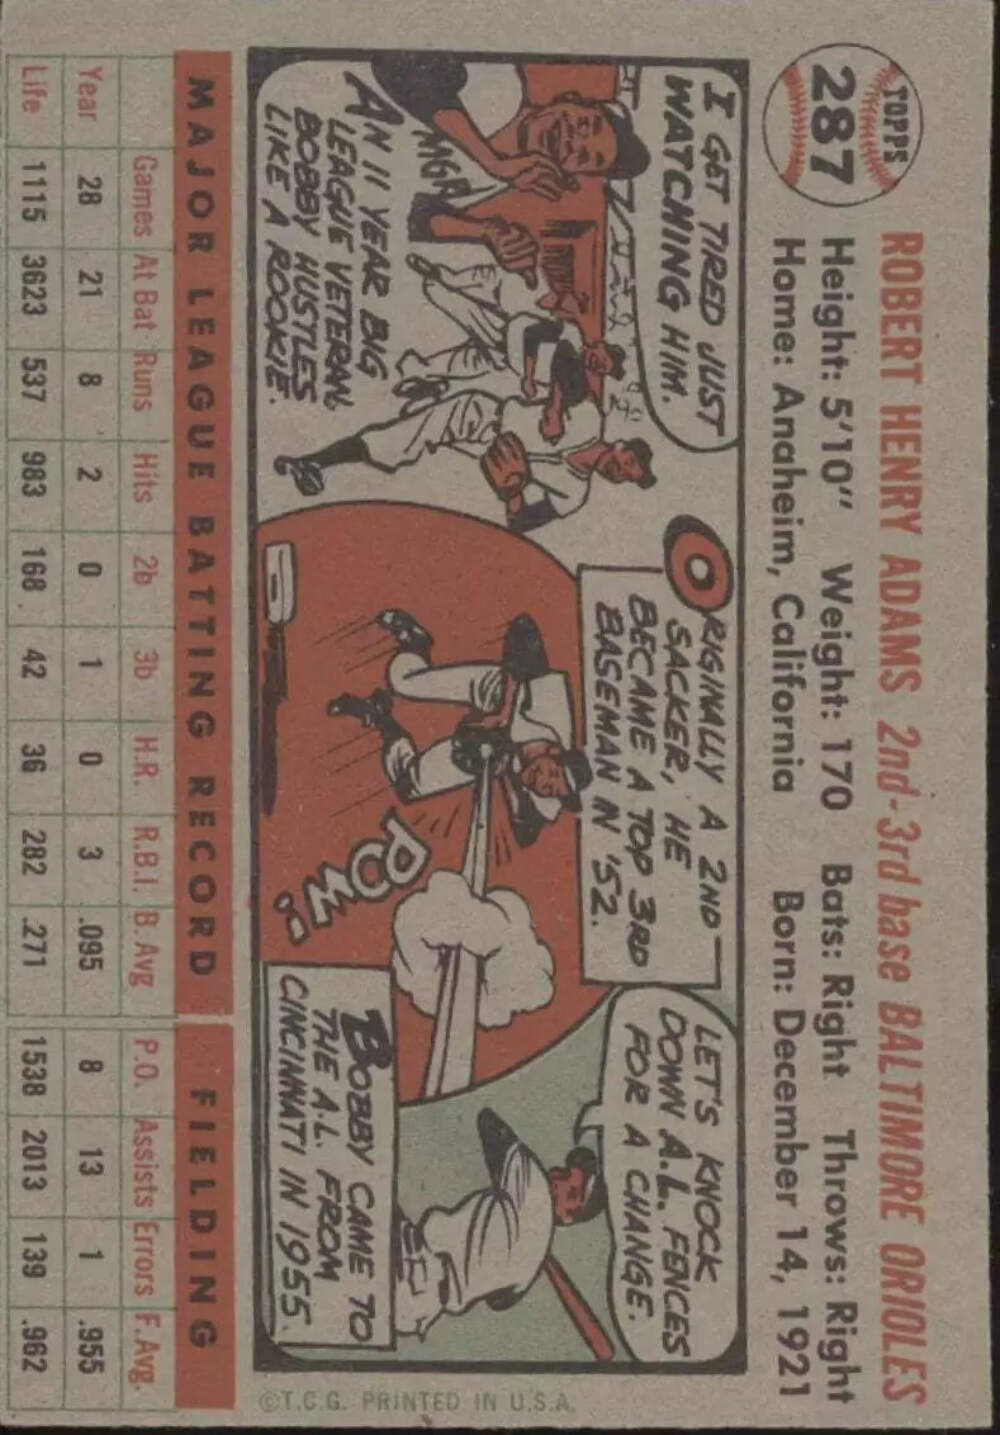 TOPPS
287
ROBERT HENRY ADAMS 2nd-3rd base BALTIMORE ORIOLES
Height: 5'10" Weight: 170 Bats: Right Throws: Right
Home: Anaheim, California Born: December 14, 1921
I GET TIRED JUST
WATCHING HIM.
MGR
AN 11 YEAR BIG
LEAGUE VETERAN,
BOBBY HUSTLES
LIKE A ROOKIE.
ORIGINALLY A 2ND
SACKER, HE
BECAME A TOP 3RD
BASEMAN IN '52.
POW!
LET'S KNOCK
DOWN A.L. FENCES
FOR A CHANGE.
BOBBY CAME TO
THE A.L. FROM
CINCINNATI IN 1955.
©T.C.G. PRINTED IN U.S.A.
MAJOR LEAGUE BATTING RECORD FIELDING
Games At Bat Runs Hits 2b 3b H.R. R.B.I. B. Avg P.O. Assists Errors F. Avg.
Year 28 21 8 2 0 1 0 3 .095 8 13 1 .955
Life 1115 3623 537 983 168 42 36 282 .271 1538 2013 139 .962